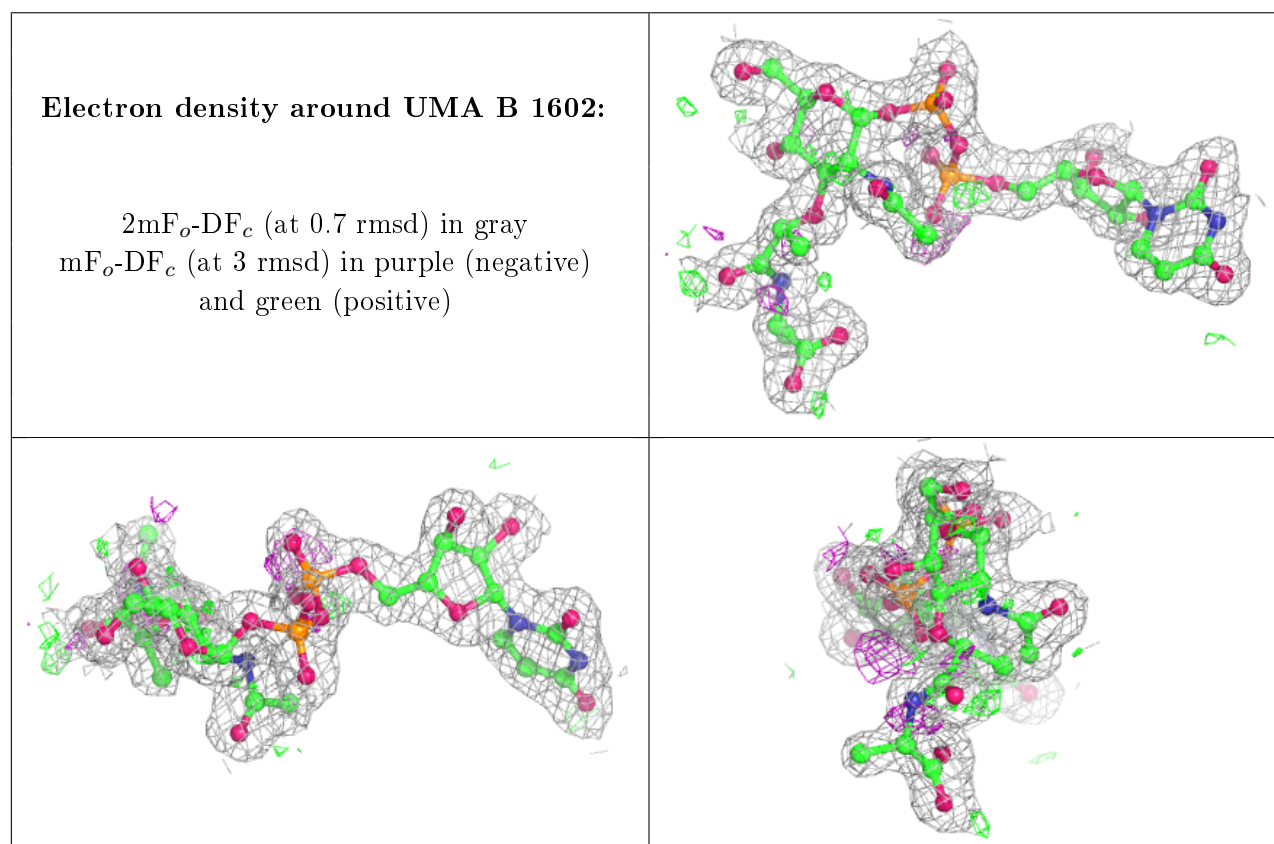 Electron density around UMA B 1602:
2mFo-DFc (at 0.7 rmsd) in gray
mFo-DFc (at 3 rmsd) in purple (negative)
and green (positive)